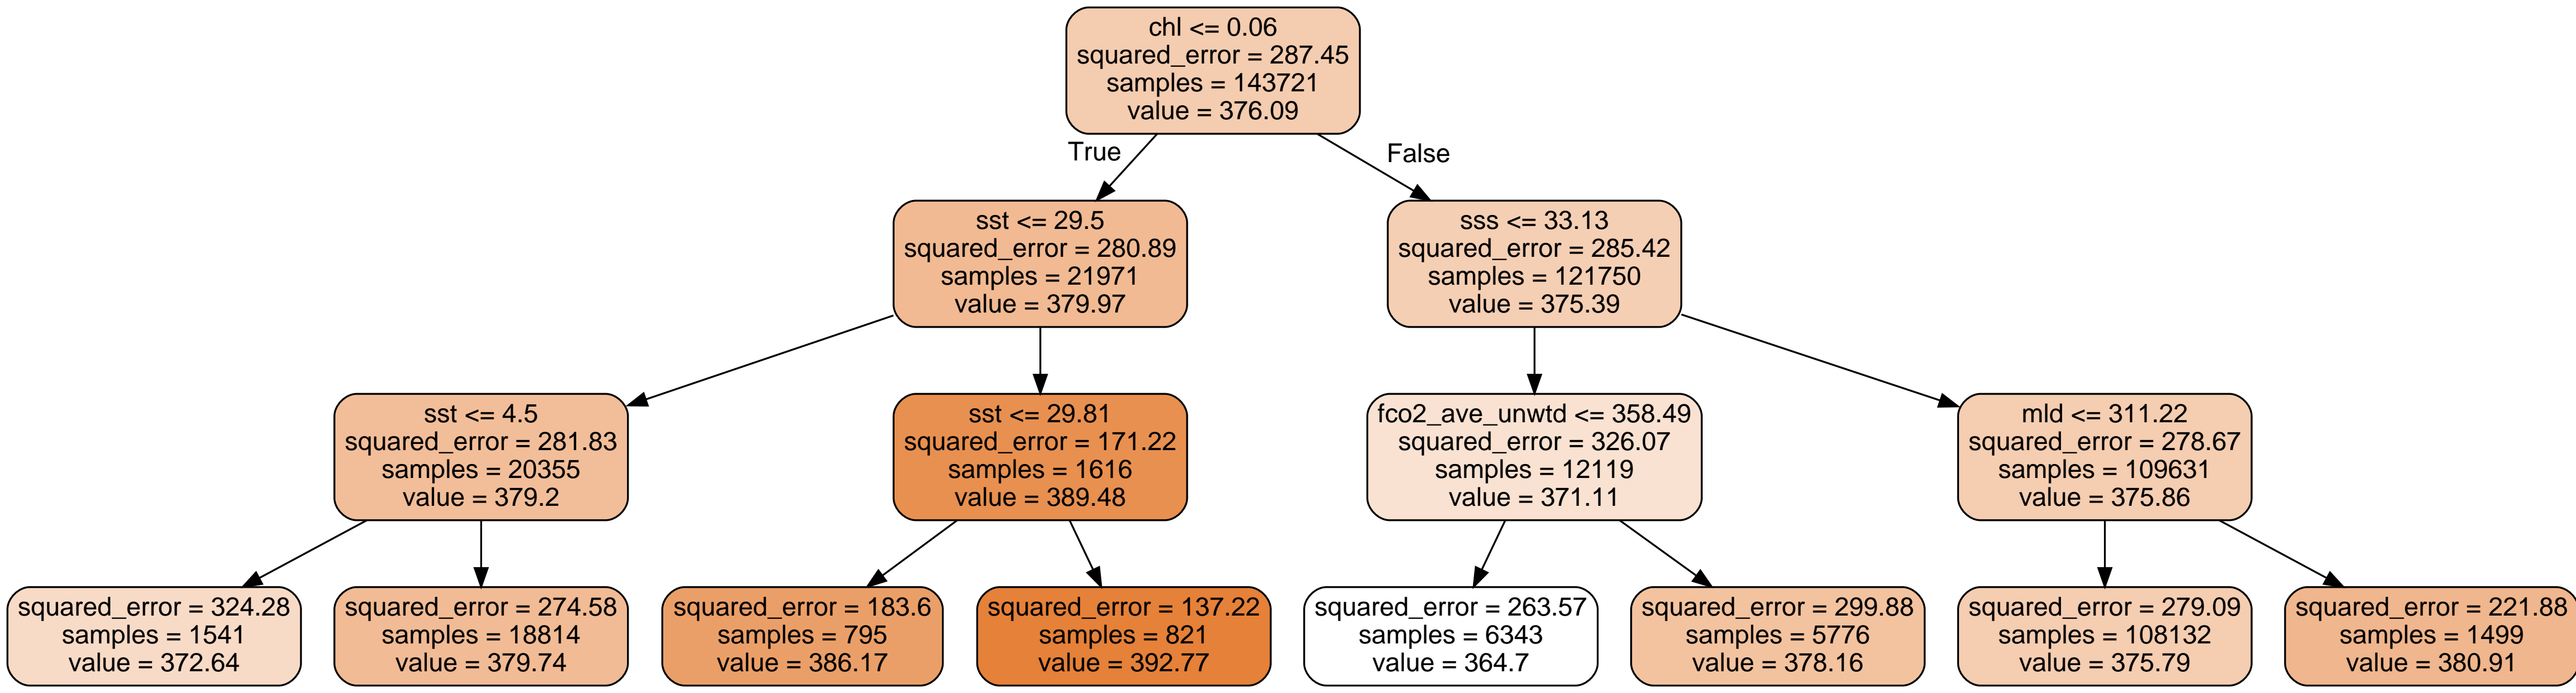 chl <= 0.06
squared_error = 287.45
samples = 143721
value = 376.09
True
False
sst <= 29.5
squared_error = 280.89
samples = 21971
value = 379.97
sss <= 33.13
squared_error = 285.42
samples = 121750
value = 375.39
sst <= 4.5
squared_error = 281.83
samples = 20355
value = 379.2
sst <= 29.81
squared_error = 171.22
samples = 1616
value = 389.48
fco2_ave_unwtd <= 358.49
squared_error = 326.07
samples = 12119
value = 371.11
mld <= 311.22
squared_error = 278.67
samples = 109631
value = 375.86
squared_error = 324.28
samples = 1541
value = 372.64
squared_error = 274.58
samples = 18814
value = 379.74
squared_error = 183.6
samples = 795
value = 386.17
squared_error = 137.22
samples = 821
value = 392.77
squared_error = 263.57
samples = 6343
value = 364.7
squared_error = 299.88
samples = 5776
value = 378.16
squared_error = 279.09
samples = 108132
value = 375.79
squared_error = 221.88
samples = 1499
value = 380.91